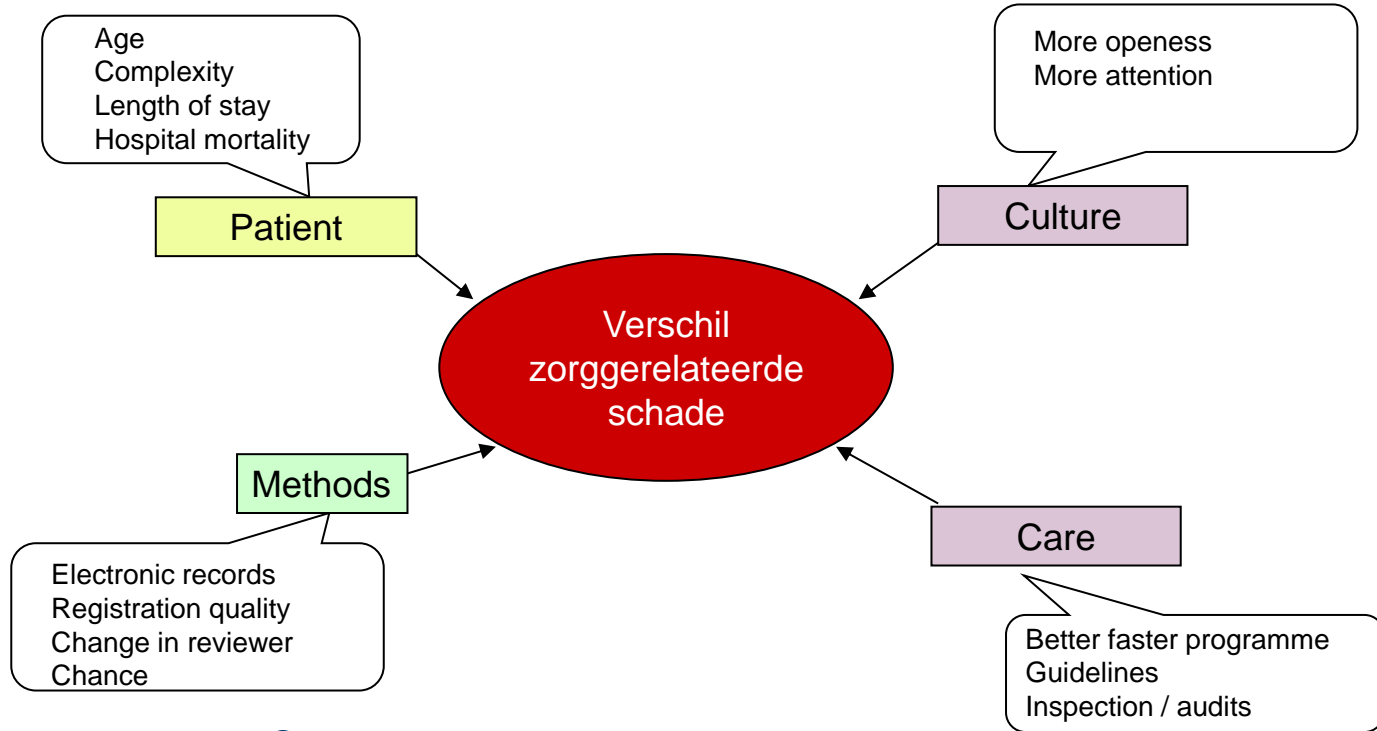 Age
Complexity
Length of stay
Hospital mortality
More openess
More attention
Patient
Culture
Verschil
zorggerelateerde
schade
Methods
Care
Electronic records
Registration quality
Change in reviewer
Chance
Better faster programme
Guidelines
Inspection / audits